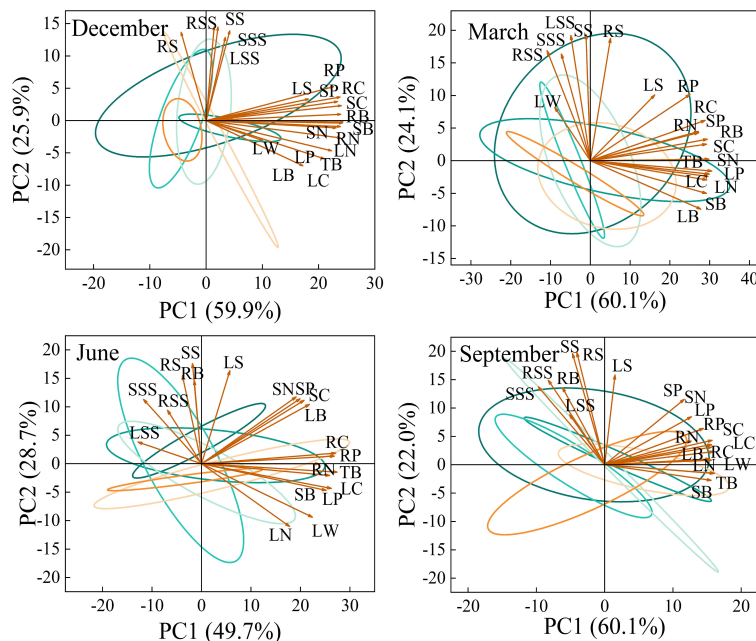 December
RS
RSS
SS
SSS
LSS
RP
LS
SP
RC
SC
RB
SN
SB
RN
LW
LP
LN
TB
LB
LC
15
10
5
0
-5
-10
-15
-20
-20
-10
0
10
20
30
PC2 (25.9%)
PC1 (59.9%)
March
LSS
SS
RS
SSS
RSS
LS
RP
LW
RC
SP
RN
RB
SC
TB
SN
LP
LC
LN
SB
LB
20
15
10
5
0
-5
-10
-15
-20
-10
0
10
20
30
40
PC2 (24.1%)
PC1 (60.1%)
June
SS
RS
RB
LS
SSS
RSS
SN
SP
SC
LB
LSS
RC
RP
RN
TB
SB
LC
LP
LN
LW
20
15
10
5
0
-5
-10
-15
-20
-20
-10
0
10
20
30
PC2 (28.7%)
PC1 (49.7%)
September
SS
RS
RSS
RB
LS
SSS
LSS
SP
SN
LP
RP
RN
SC
LC
LB
RC
LN
LW
SB
20
15
10
5
0
-5
-10
-15
-20
-20
-10
0
10
20
PC2 (22.0%)
PC1 (60.1%)